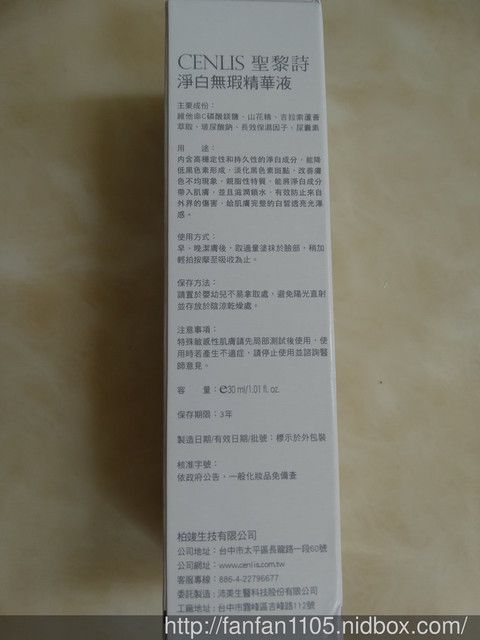 CENLIS 聖黎詩
淨白無瑕精華液
主要成份：
維他命C磷酸鎂鹽、山花精、吉拉索蘆薈
萃取、玻尿酸鈉、長效保濕因子、尿囊素
用　　途：
內含高穩定性和持久性的淨白成分，能降
低黑色素形成，淡化黑色素斑點，改善膚
色不均現象，親脂性特質，能將淨白成分
帶入肌膚，並且滋潤鎖水，有效防止來自
外界的傷害，給肌膚完整的白皙透亮光澤
感。
使用方式：
早、晚潔膚後，取適量塗抹於臉部，稍加
輕拍按摩至吸收為止。
保存方法：
請置於嬰幼兒不易拿取處，避免陽光直射
並存放於陰涼乾燥處。
注意事項：
特殊敏感性肌膚請先局部測試後使用，使
用時若產生不適症，請停止使用並諮詢醫
師意見。
容　　量：℮30 ml/1.01 fl. oz.
保存期限：3年
製造日期/有效日期/批號：標示於外包裝
核准字號：
依政府公告，一般化妝品免備查
柏竣生技有限公司
公司地址：台中市太平區長龍路一段60號
公司網址：www.cenlis.com.tw
客服專線：886-4-22796677
委託製造：沛美生醫科技股份有限公司
工廠地址：台中市霧峰區吉峰路112號
http://fanfan1105.nidbox.com/